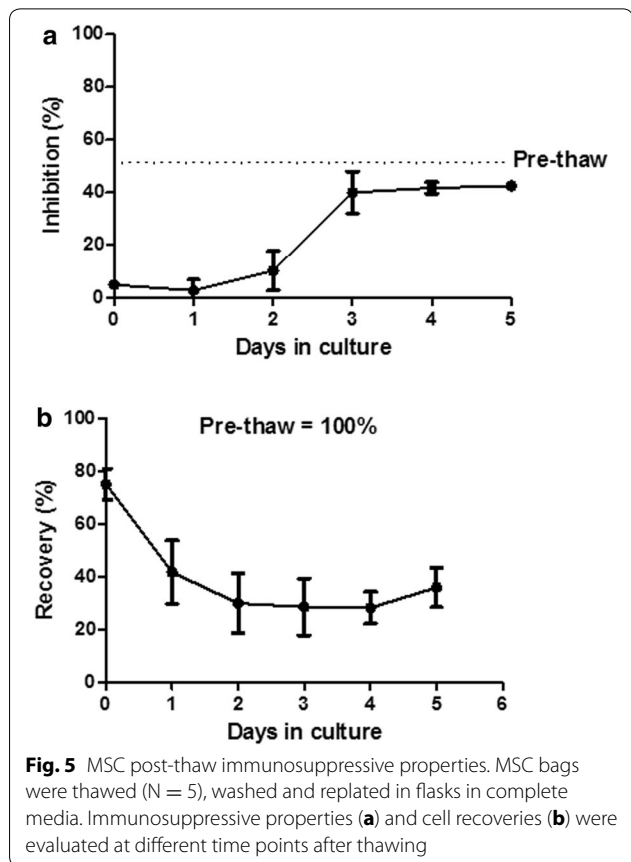 a
100
80
60
40
20
0
Inhibition (%)
Pre-thaw
0 1 2 3 4 5
Days in culture
b
Pre-thaw = 100%
100
80
60
40
20
0
Recovery (%)
0 1 2 3 4 5 6
Days in culture
Fig. 5 MSC post-thaw immunosuppressive properties. MSC bags
were thawed (N = 5), washed and replated in flasks in complete
media. Immunosuppressive properties (a) and cell recoveries (b) were
evaluated at different time points after thawing